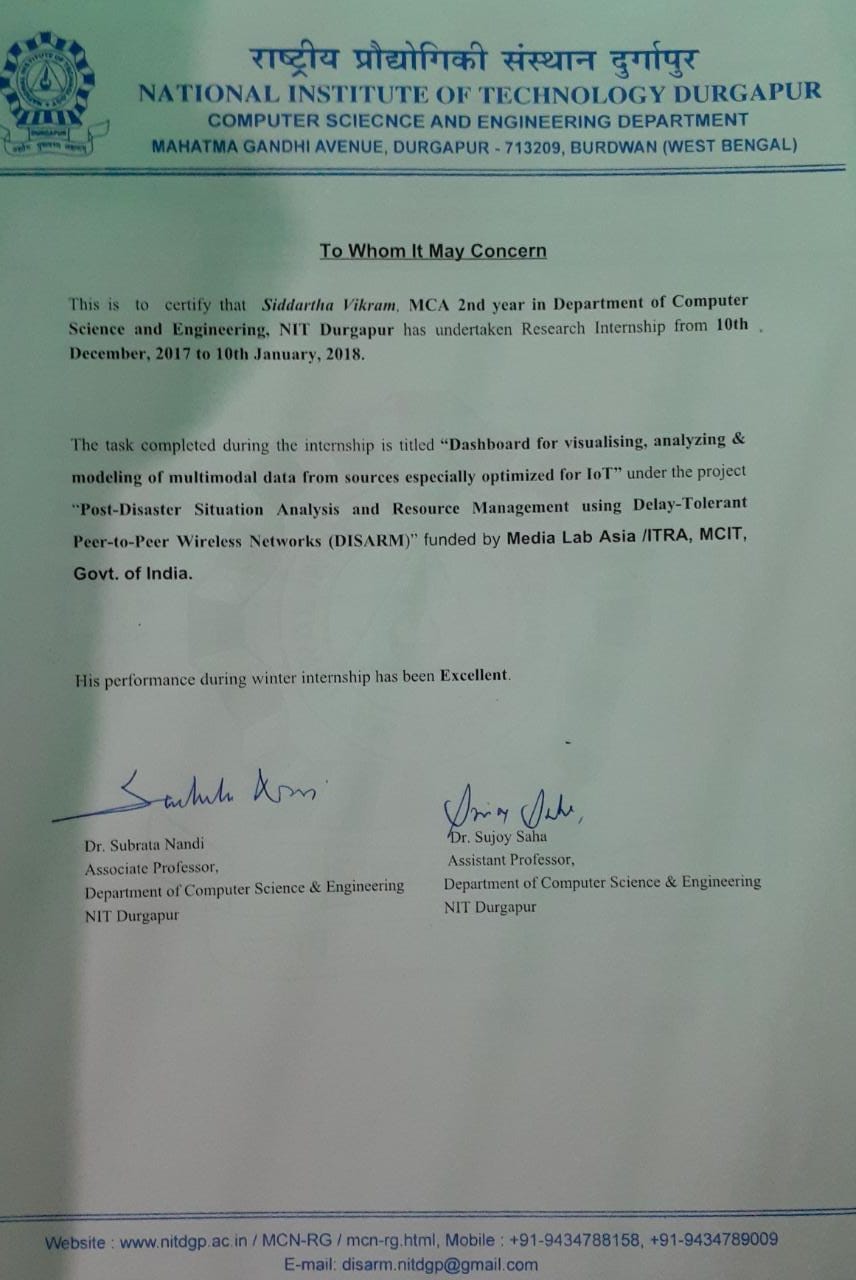 राष्ट्रीय प्रौद्योगिकी संस्थान दुर्गापुर
NATIONAL INSTITUTE OF TECHNOLOGY DURGAPUR
COMPUTER SCIECNCE AND ENGINEERING DEPARTMENT
MAHATMA GANDHI AVENUE, DURGAPUR - 713209, BURDWAN (WEST BENGAL)
DURGAPUR
To Whom It May Concern
This is to certify that Siddartha Vikram, MCA 2nd year in Department of Computer
Science and Engineering, NIT Durgapur has undertaken Research Internship from 10th
December, 2017 to 10th January, 2018.
The task completed during the internship is titled “Dashboard for visualising, analyzing &
modeling of multimodal data from sources especially optimized for IoT” under the project
“Post-Disaster Situation Analysis and Resource Management using Delay-Tolerant
Peer-to-Peer Wireless Networks (DISARM)” funded by Media Lab Asia /ITRA, MCIT,
Govt. of India.
His performance during winter internship has been Excellent.
Dr. Subrata Nandi
Associate Professor,
Department of Computer Science & Engineering
NIT Durgapur
Dr. Sujoy Saha
Assistant Professor,
Department of Computer Science & Engineering
NIT Durgapur
Website : www.nitdgp.ac.in / MCN-RG / mcn-rg.html, Mobile : +91-9434788158, +91-9434789009
E-mail: disarm.nitdgp@gmail.com